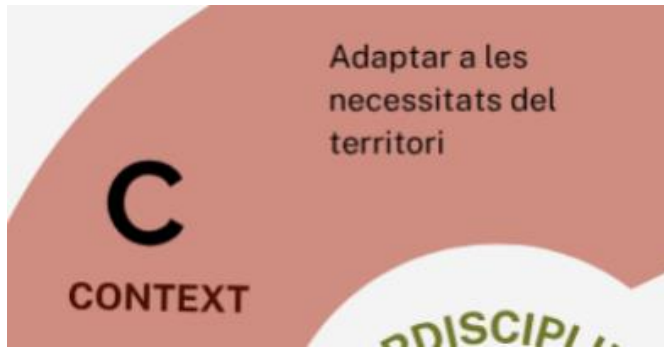 Adaptar a les
necessitats del
territori
C
CONTEXT